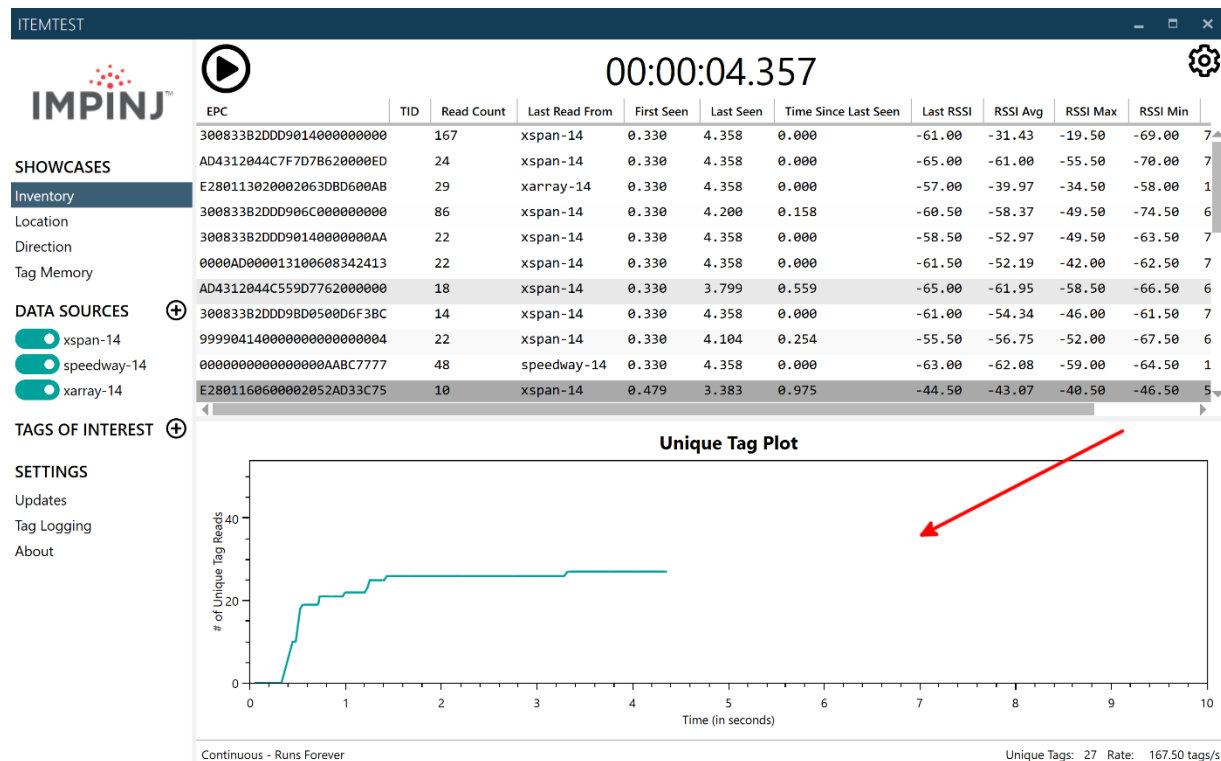 ITEMTEST
IMPINJ™
00:00:04.357
SHOWCASES
Inventory
Location
Direction
Tag Memory
DATA SOURCES
xspan-14
speedway-14
xarray-14
TAGS OF INTEREST
SETTINGS
Updates
Tag Logging
About
EPC TID Read Count Last Read From First Seen Last Seen Time Since Last Seen Last RSSI RSSI Avg RSSI Max RSSI Min
300833B2DDD9014000000000 167 xspan-14 0.330 4.358 0.000 -61.00 -31.43 -19.50 -69.00 7
AD4312044C7F7D7B620000ED 24 xspan-14 0.330 4.358 0.000 -65.00 -61.00 -55.50 -70.00 7
E280113020002063DBD600AB 29 xarray-14 0.330 4.358 0.000 -57.00 -39.97 -34.50 -58.00 1
300833B2DDD906C000000000 86 xspan-14 0.330 4.200 0.158 -60.50 -58.37 -49.50 -74.50 6
300833B2DDD90140000000AA 22 xspan-14 0.330 4.358 0.000 -58.50 -52.97 -49.50 -63.50 7
0000AD000013100608342413 22 xspan-14 0.330 4.358 0.000 -61.50 -52.19 -42.00 -62.50 7
AD4312044C559D7762000000 18 xspan-14 0.330 3.799 0.559 -65.00 -61.95 -58.50 -66.50 6
300833B2DDD9BD0500D6F3BC 14 xspan-14 0.330 4.358 0.000 -61.00 -54.34 -46.00 -61.50 7
999904140000000000000004 22 xspan-14 0.330 4.104 0.254 -55.50 -56.75 -52.00 -67.50 6
00000000000000000AABC7777 48 speedway-14 0.330 4.358 0.000 -63.00 -62.08 -59.00 -64.50 1
E2801160600002052AD33C75 10 xspan-14 0.479 3.383 0.975 -44.50 -43.07 -40.50 -46.50 5
Unique Tag Plot
# of Unique Tag Reads
40
20
0
0 1 2 3 4 5 6 7 8 9 10
Time (in seconds)
Continuous - Runs Forever
Unique Tags: 27 Rate: 167.50 tags/s